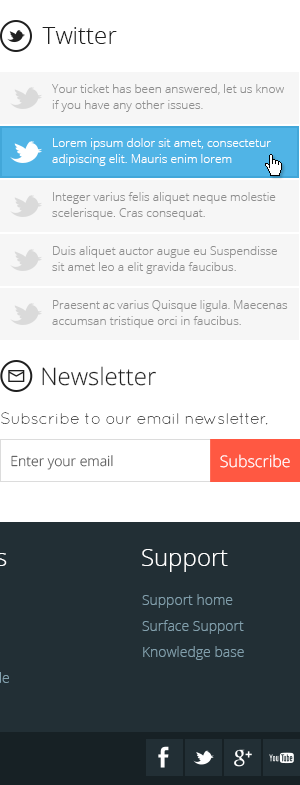 Twitter
Your ticket has been answered, let us know
if you have any other issues.
Lorem ipsum dolor sit amet, consectetur
adipiscing elit. Mauris enim lorem
Integer varius felis aliquet neque molestie
scelerisque. Cras consequat.
Duis aliquet auctor augue eu Suspendisse
sit amet leo a elit gravida faucibus.
Praesent ac varius Quisque ligula. Maecenas
accumsan tristique orci in faucibus.
Newsletter
Subscribe to our email newsletter.
Enter your email Subscribe
s Support
Support home
Surface Support
Knowledge base
le
f g+ You Tube